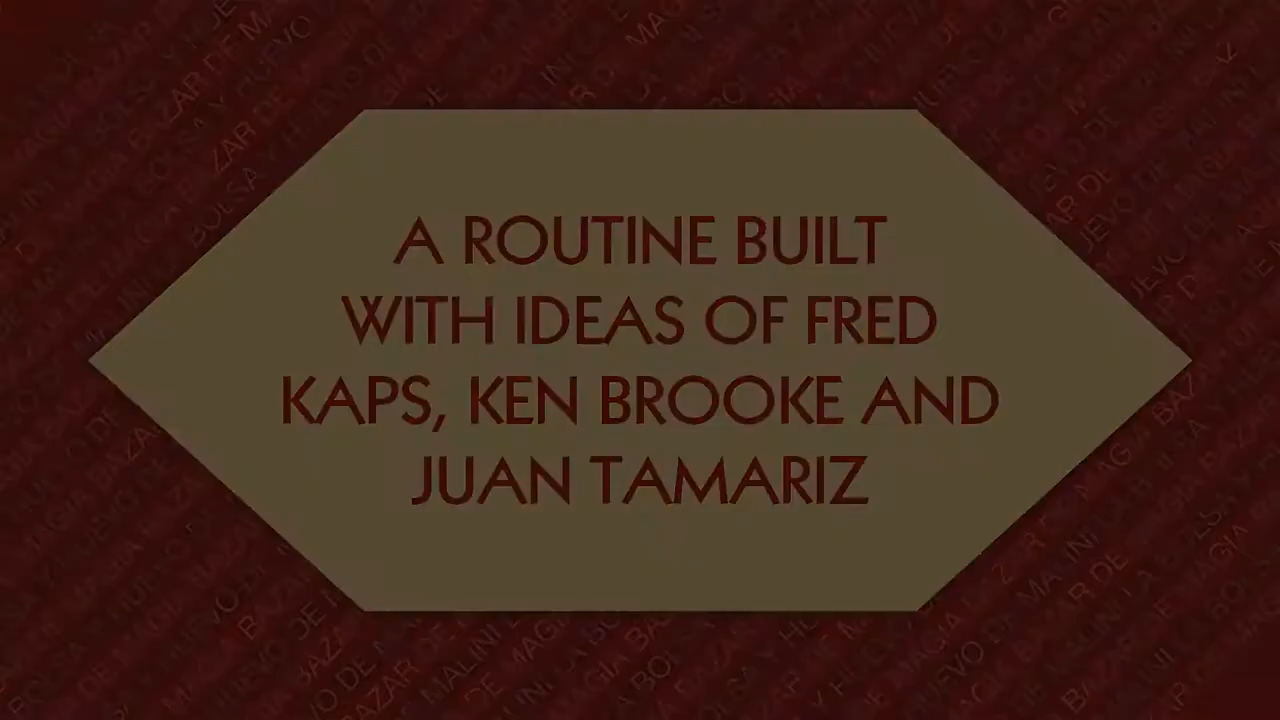 A ROUTINE BUILT
WITH IDEAS OF FRED
KAPS, KEN BROOKE AND
JUAN TAMARIZ